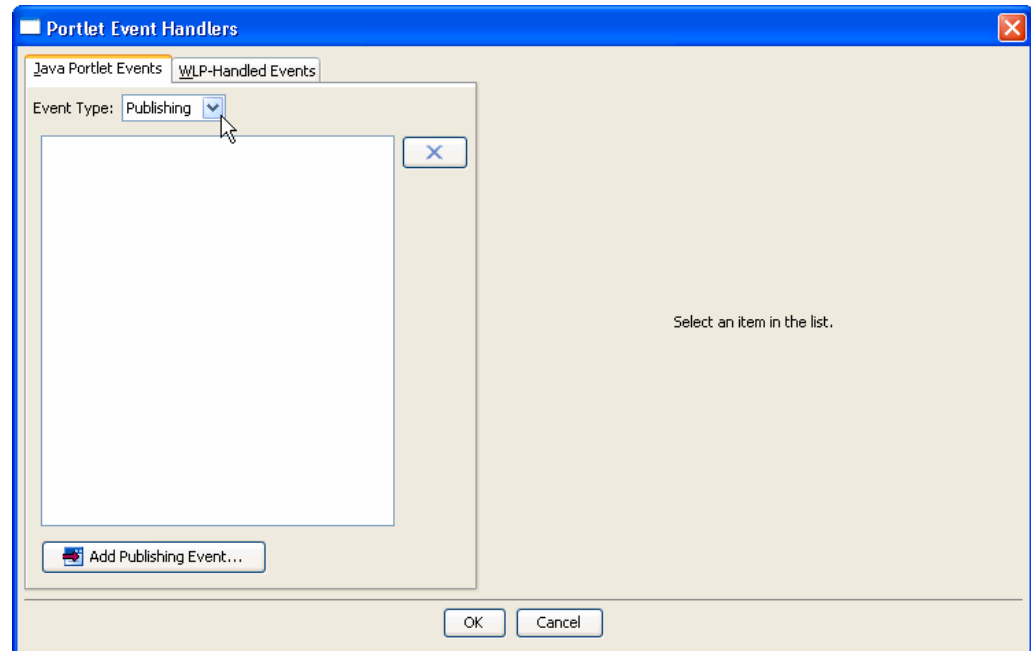 Portlet Event Handlers
Java Portlet Events WLP-Handled Events
Event Type: Publishing
Select an item in the list.
Add Publishing Event...
OK Cancel